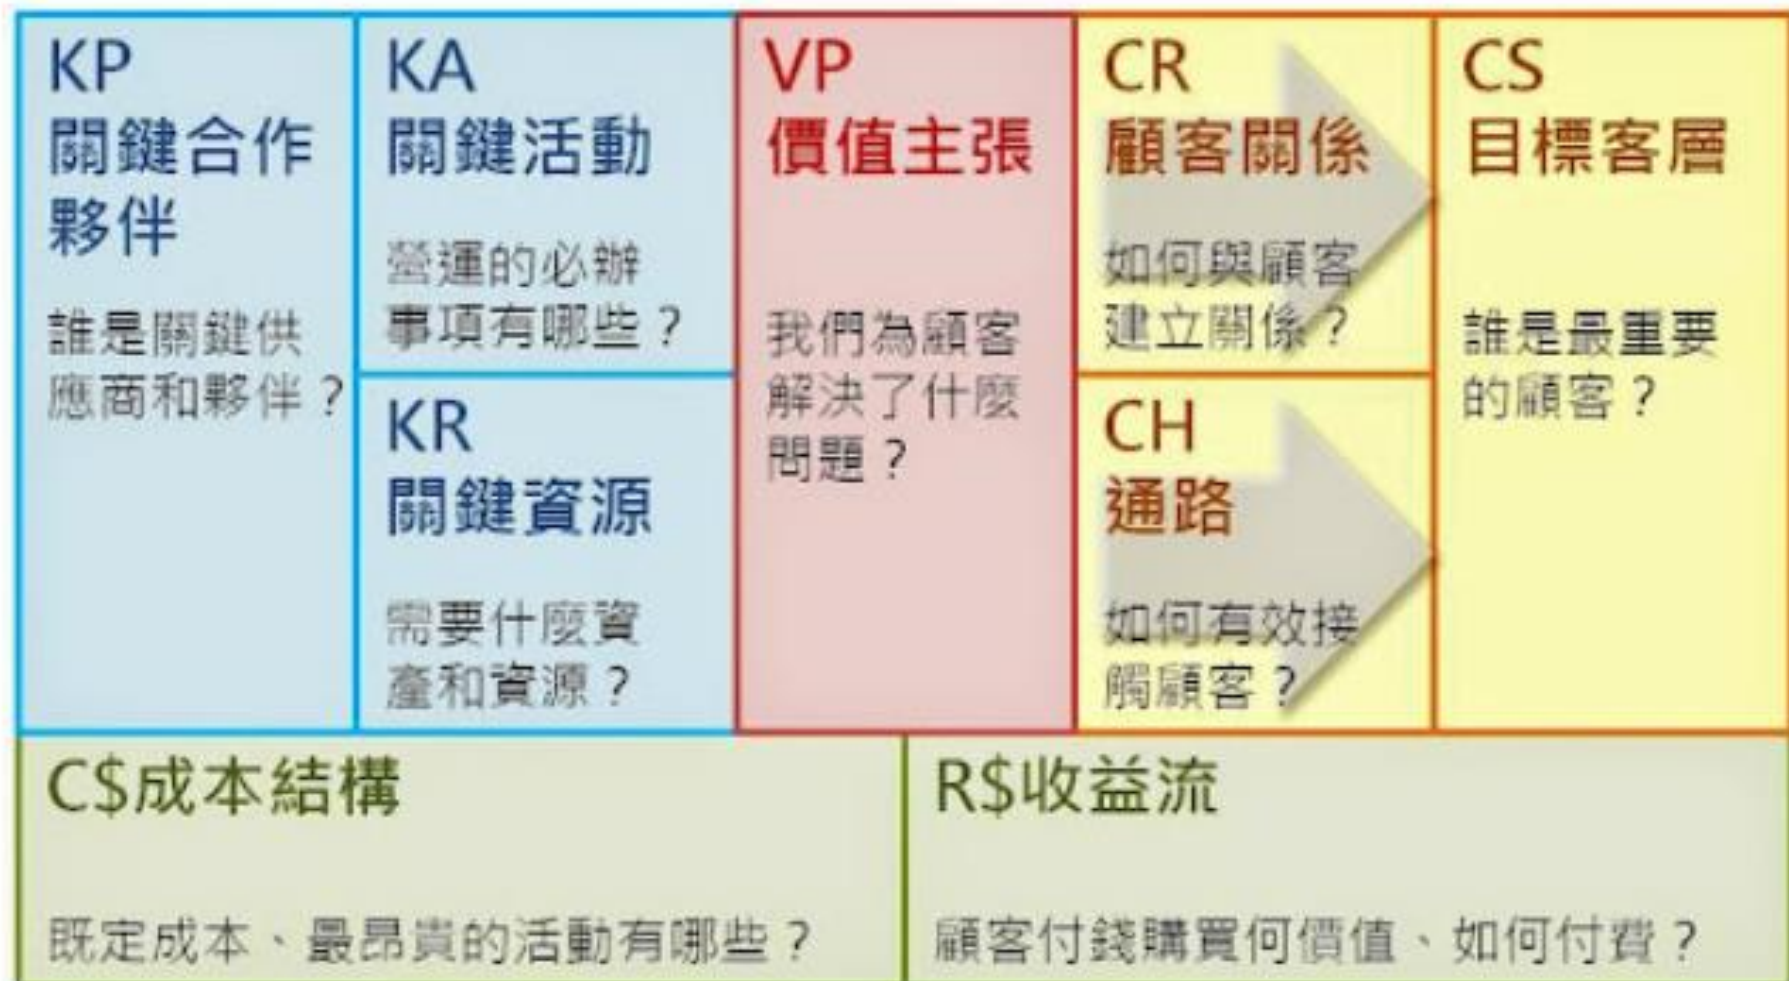 KP
關鍵合作
夥伴
誰是關鍵供
應商和夥伴？
KA
關鍵活動
營運的必辦
事項有哪些？
KR
關鍵資源
需要什麼資
產和資源？
VP
價值主張
我們為顧客
解決了什麼
問題？
CR
顧客關係
如何與顧客
建立關係？
CH
通路
如何有效接
觸顧客？
CS
目標客層
誰是最重要
的顧客？
C$成本結構
既定成本、最昂貴的活動有哪些？
R$收益流
顧客付錢購買何價值、如何付費？